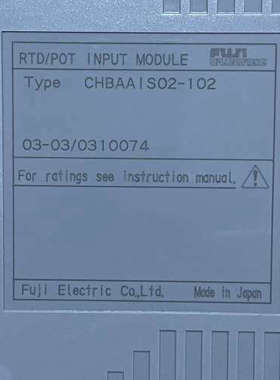 RTD/POT INPUT MODULE FUJI
Type CHBAAIS02-102
03-03/0310074
For ratings see instruction manual.
Fuji Electric Co.,Ltd. Made in Japan